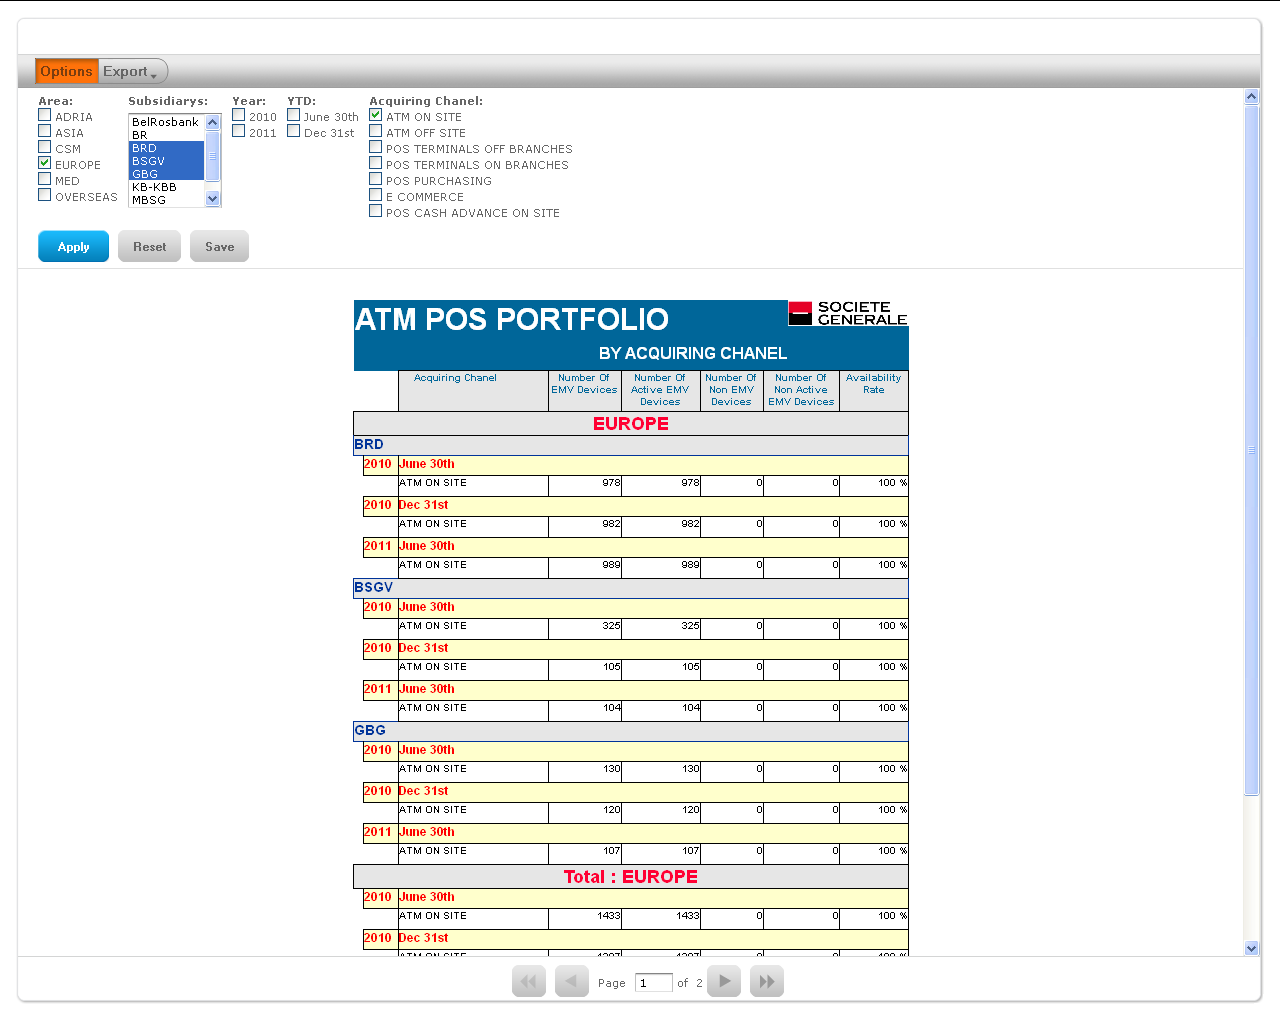 Options Export
Area: Subsidiarys: Year: YTD: Acquiring Chanel:
ADRIA BelRosbank 2010 June 30th ATM ON SITE
ASIA BR 2011 Dec 31st ATM OFF SITE
CSM BRD POS TERMINALS OFF BRANCHES
EUROPE BSGV POS TERMINALS ON BRANCHES
MED GBG POS PURCHASING
OVERSEAS KB-KBB E COMMERCE
MBSG POS CASH ADVANCE ON SITE
Apply Reset Save
ATM POS PORTFOLIO SOCIETE
GENERALE
BY ACQUIRING CHANEL
Acquiring Chanel Number Of Number Of Number Of Number Of Availability
EMV Devices Active EMV Non EMV Non Active Rate
Devices Devices EMV Devices
EUROPE
BRD
2010 June 30th
ATM ON SITE 978 978 0 0 100 %
2010 Dec 31st
ATM ON SITE 982 982 0 0 100 %
2011 June 30th
ATM ON SITE 989 989 0 0 100 %
BSGV
2010 June 30th
ATM ON SITE 325 325 0 0 100 %
2010 Dec 31st
ATM ON SITE 105 105 0 0 100 %
2011 June 30th
ATM ON SITE 104 104 0 0 100 %
GBG
2010 June 30th
ATM ON SITE 130 130 0 0 100 %
2010 Dec 31st
ATM ON SITE 120 120 0 0 100 %
2011 June 30th
ATM ON SITE 107 107 0 0 100 %
Total : EUROPE
2010 June 30th
ATM ON SITE 1433 1433 0 0 100 %
2010 Dec 31st
Page 1 of 2